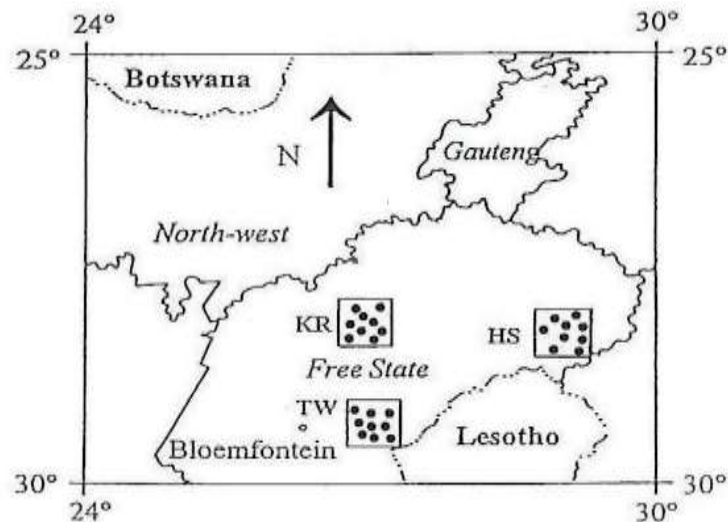 24°
30°
25°
25°
Botswana
N
Gauteng
North-west
KR
HS
Free State
TW
Bloemfontein
Lesotho
30°
30°
24°
30°